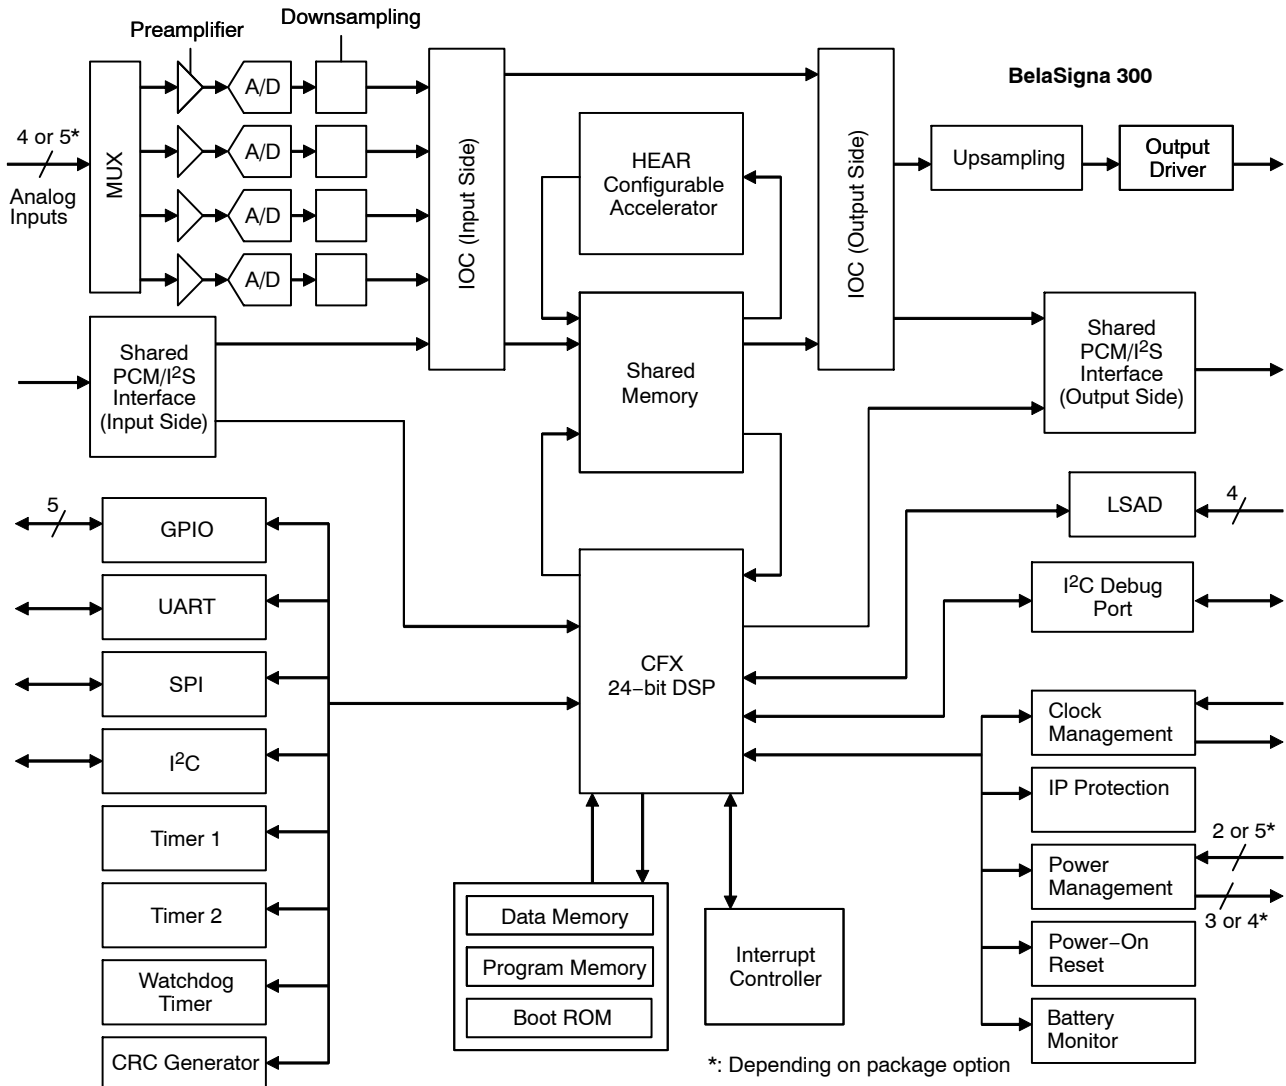 Preamplifier
Downsampling
BelaSigna 300
4 or 5*
Analog
Inputs
MUX
A/D
A/D
A/D
A/D
IOC (Input Side)
HEAR
Configurable
Accelerator
IOC (Output Side)
Upsampling
Output
Driver
Shared
PCM/I²S
Interface
(Input Side)
Shared
Memory
Shared
PCM/I²S
Interface
(Output Side)
5
GPIO
UART
SPI
I²C
Timer 1
Timer 2
Watchdog
Timer
CRC Generator
CFX
24−bit DSP
Data Memory
Program Memory
Boot ROM
Interrupt
Controller
LSAD
4
I²C Debug
Port
Clock
Management
IP Protection
Power
Management
2 or 5*
3 or 4*
Power−On
Reset
Battery
Monitor
*: Depending on package option